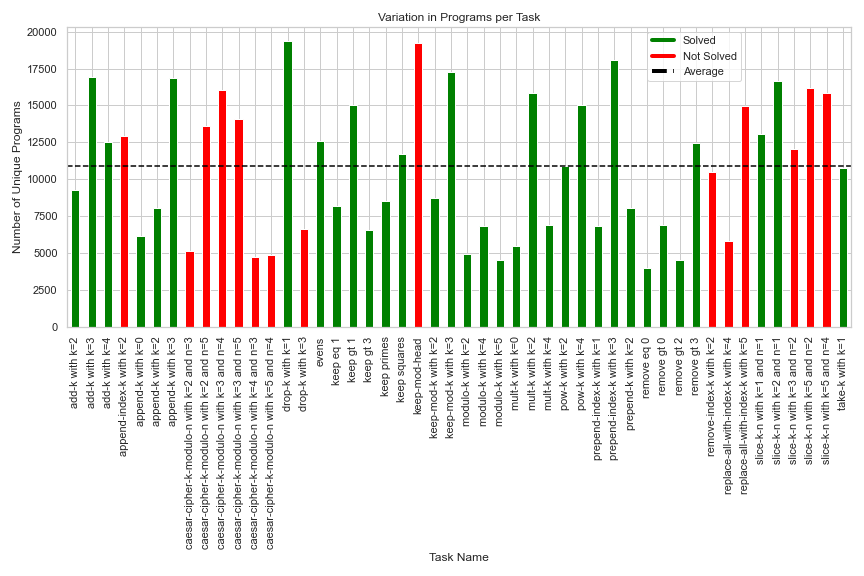 Variation in Programs per Task
Solved
Not Solved
Average
Number of Unique Programs
20000
17500
15000
12500
10000
7500
5000
2500
0
add-k with k=2
add-k with k=3
add-k with k=4
append-index-k with k=2
append-k with k=0
append-k with k=2
append-k with k=3
caesar-cipher-k-modulo-n with k=2 and n=3
caesar-cipher-k-modulo-n with k=2 and n=5
caesar-cipher-k-modulo-n with k=3 and n=4
caesar-cipher-k-modulo-n with k=3 and n=5
caesar-cipher-k-modulo-n with k=4 and n=3
caesar-cipher-k-modulo-n with k=5 and n=4
drop-k with k=1
drop-k with k=3
evens
keep eq 1
keep gt 1
keep gt 3
keep primes
keep squares
keep-mod-head
keep-mod-k with k=2
keep-mod-k with k=3
modulo-k with k=2
modulo-k with k=4
modulo-k with k=5
mult-k with k=0
mult-k with k=2
mult-k with k=4
pow-k with k=2
pow-k with k=4
prepend-index-k with k=1
prepend-index-k with k=3
prepend-k with k=2
remove eq 0
remove gt 0
remove gt 2
remove gt 3
remove-index-k with k=2
replace-all-with-index-k with k=4
replace-all-with-index-k with k=5
slice-k-n with k=1 and n=1
slice-k-n with k=2 and n=1
slice-k-n with k=3 and n=2
slice-k-n with k=5 and n=2
slice-k-n with k=5 and n=4
take-k with k=1
Task Name